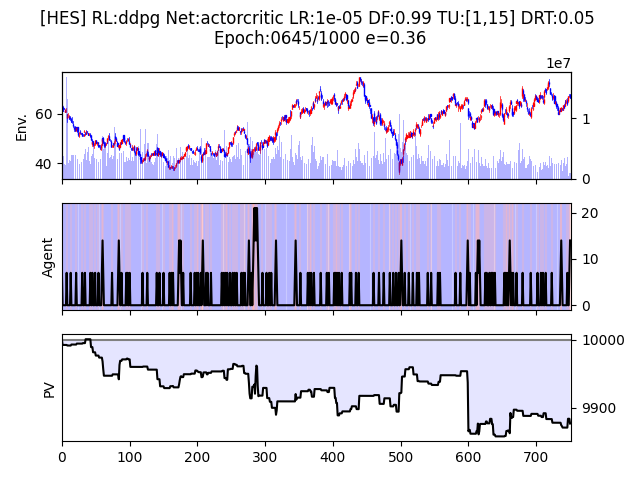 [HES] RL:ddpg Net:actorcritic LR:1e-05 DF:0.99 TU:[1,15] DRT:0.05
Epoch:0645/1000 e=0.36
1e7
Env.
60
40
1
0
Agent
20
10
0
PV
10000
9900
0 100 200 300 400 500 600 700